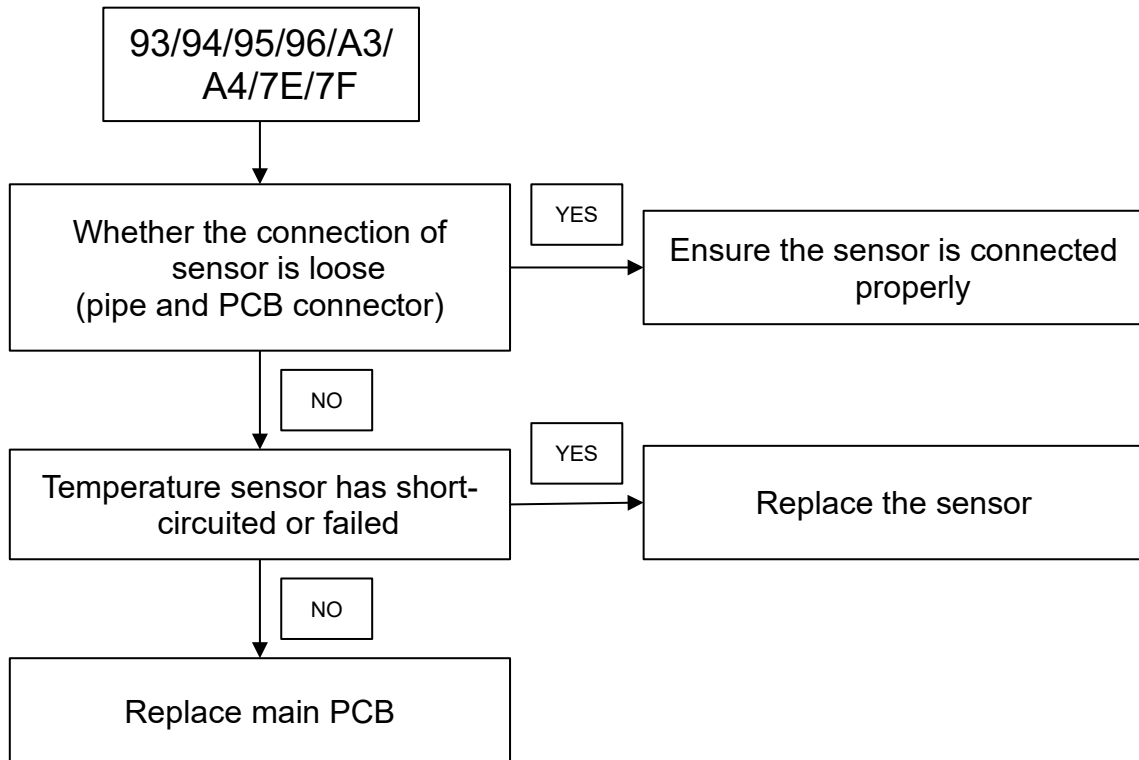 93/94/95/96/A3/
A4/7E/7F
Whether the connection of
sensor is loose
(pipe and PCB connector)
YES
Ensure the sensor is connected
properly
NO
Temperature sensor has short-
circuited or failed
YES
Replace the sensor
NO
Replace main PCB